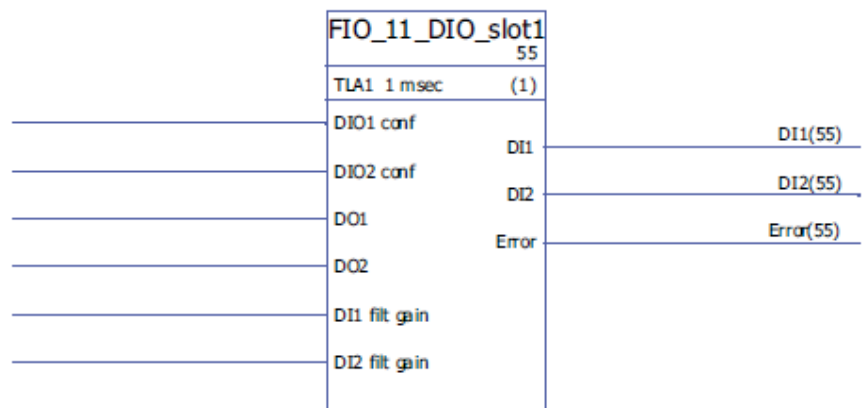 FIO_11_DIO_slot1
55
TLA1 1 msec (1)
DIO1 conf
DI1 DI1(55)
DIO2 conf
DI2 DI2(55)
DO1
Error Error(55)
DO2
DI1 filt gain
DI2 filt gain